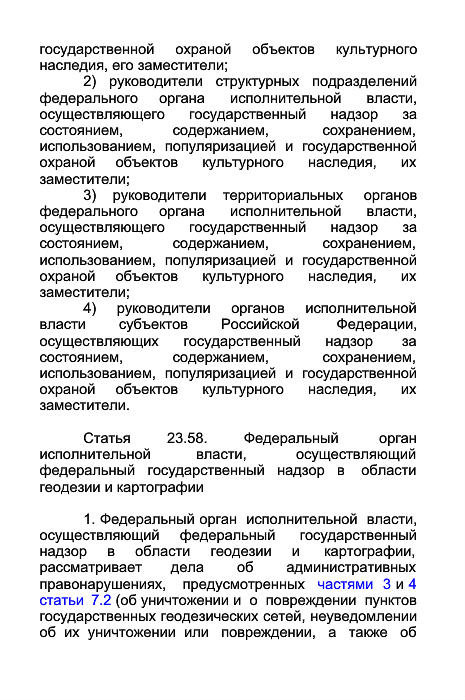 государственной охраной объектов культурного
наследия, его заместители;
2) руководители структурных подразделений
федерального органа исполнительной власти,
осуществляющего государственный надзор за
состоянием, содержанием, сохранением,
использованием, популяризацией и государственной
охраной объектов культурного наследия, их
заместители;
3) руководители территориальных органов
федерального органа исполнительной власти,
осуществляющего государственный надзор за
состоянием, содержанием, сохранением,
использованием, популяризацией и государственной
охраной объектов культурного наследия, их
заместители;
4) руководители органов исполнительной
власти субъектов Российской Федерации,
осуществляющих государственный надзор за
состоянием, содержанием, сохранением,
использованием, популяризацией и государственной
охраной объектов культурного наследия, их
заместители.
Статья 23.58. Федеральный орган
исполнительной власти, осуществляющий
федеральный государственный надзор в области
геодезии и картографии
1. Федеральный орган исполнительной власти,
осуществляющий федеральный государственный
надзор в области геодезии и картографии,
рассматривает дела об административных
правонарушениях, предусмотренных частями 3 и 4
статьи 7.2 (об уничтожении и о повреждении пунктов
государственных геодезических сетей, неуведомлении
об их уничтожении или повреждении, а также об